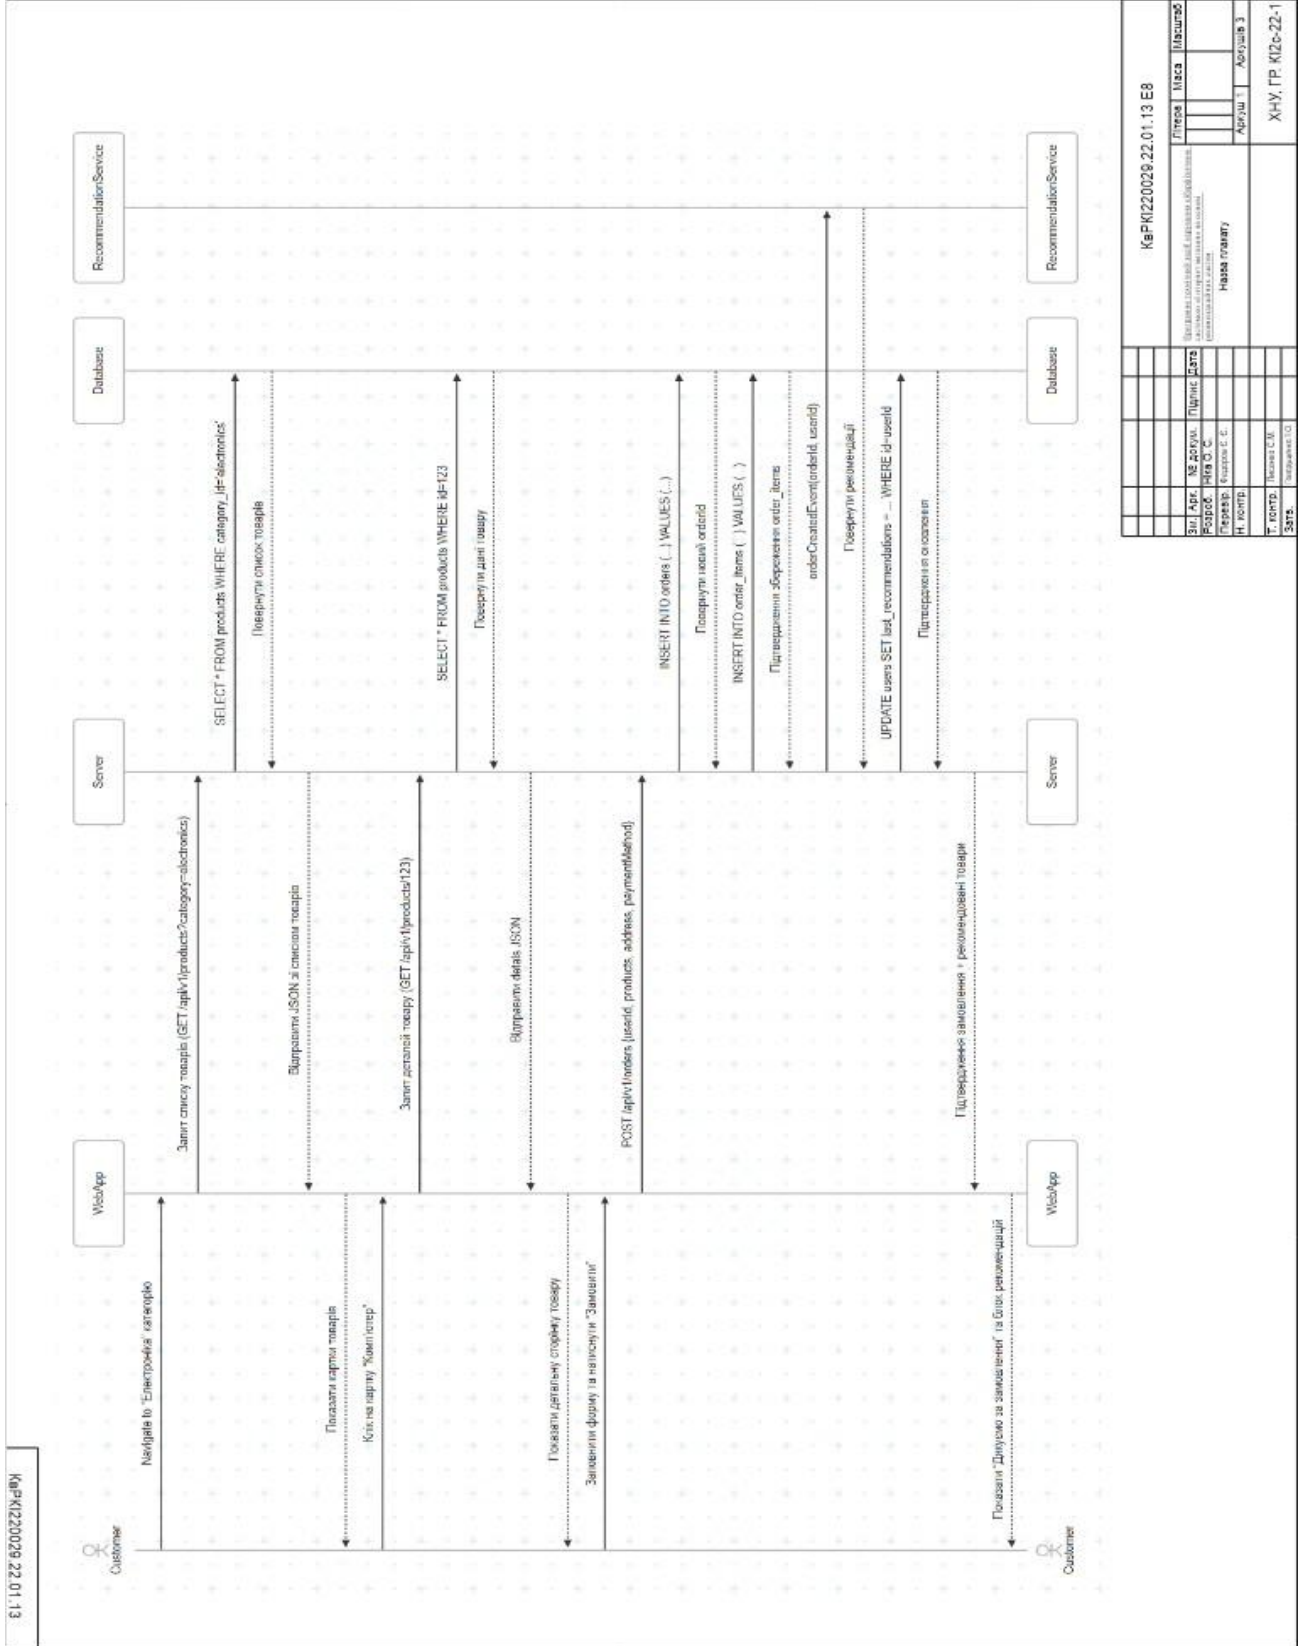 КвРКІ220029.22.01.13
Customer
WebApp
Server
Database
RecommendationService
Navigate to "Електроніка" категорію
Запит списку товарів (GET /api/v1/products?category=electronics)
SELECT * FROM products WHERE category_id='electronics'
Повернути список товарів
Відправити JSON зі списком товарів
Показати картки товарів
Клік на картку "Комп'ютер"
Запит деталей товару (GET /api/v1/products/123)
SELECT * FROM products WHERE id=123
Повернути дані товару
Відправити details JSON
Показати детальну сторінку товару
Заповнити форму та натиснути "Замовити"
POST /api/v1/orders {userId, products, address, paymentMethod}
INSERT INTO orders (...) VALUES (...)
Повернути новий orderId
INSERT INTO order_items (...) VALUES (...)
Підтвердження збереження order_items
orderCreatedEvent(orderId, userId)
Повернути рекомендації
UPDATE users SET last_recommendations = ... WHERE id=userId
Підтвердження оновлення
Підтвердження замовлення + рекомендовані товари
Показати "Дякуємо за замовлення" та блок рекомендацій
Customer
WebApp
Server
Database
RecommendationService
КвРКІ220029.22.01.13 Е8
Зм. Арк. № докум. Підпис Дата
Розроб. Ніга О. С.
Перевір.
Н. контр.
Т. контр.
Затв.
Назва плакату
Літера Маса Масштаб
Аркуш 1 Аркушів 3
ХНУ, ГР. КІ2с-22-1